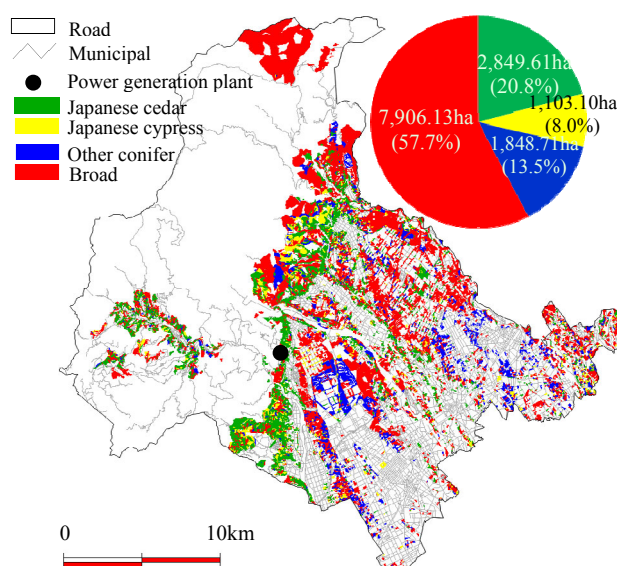 Road
Municipal
Power generation plant
Japanese cedar
Japanese cypress
Other conifer
Broad
2,849.61ha
(20.8%)
1,103.10ha
(8.0%)
1,848.71ha
(13.5%)
7,906.13ha
(57.7%)
0 10km